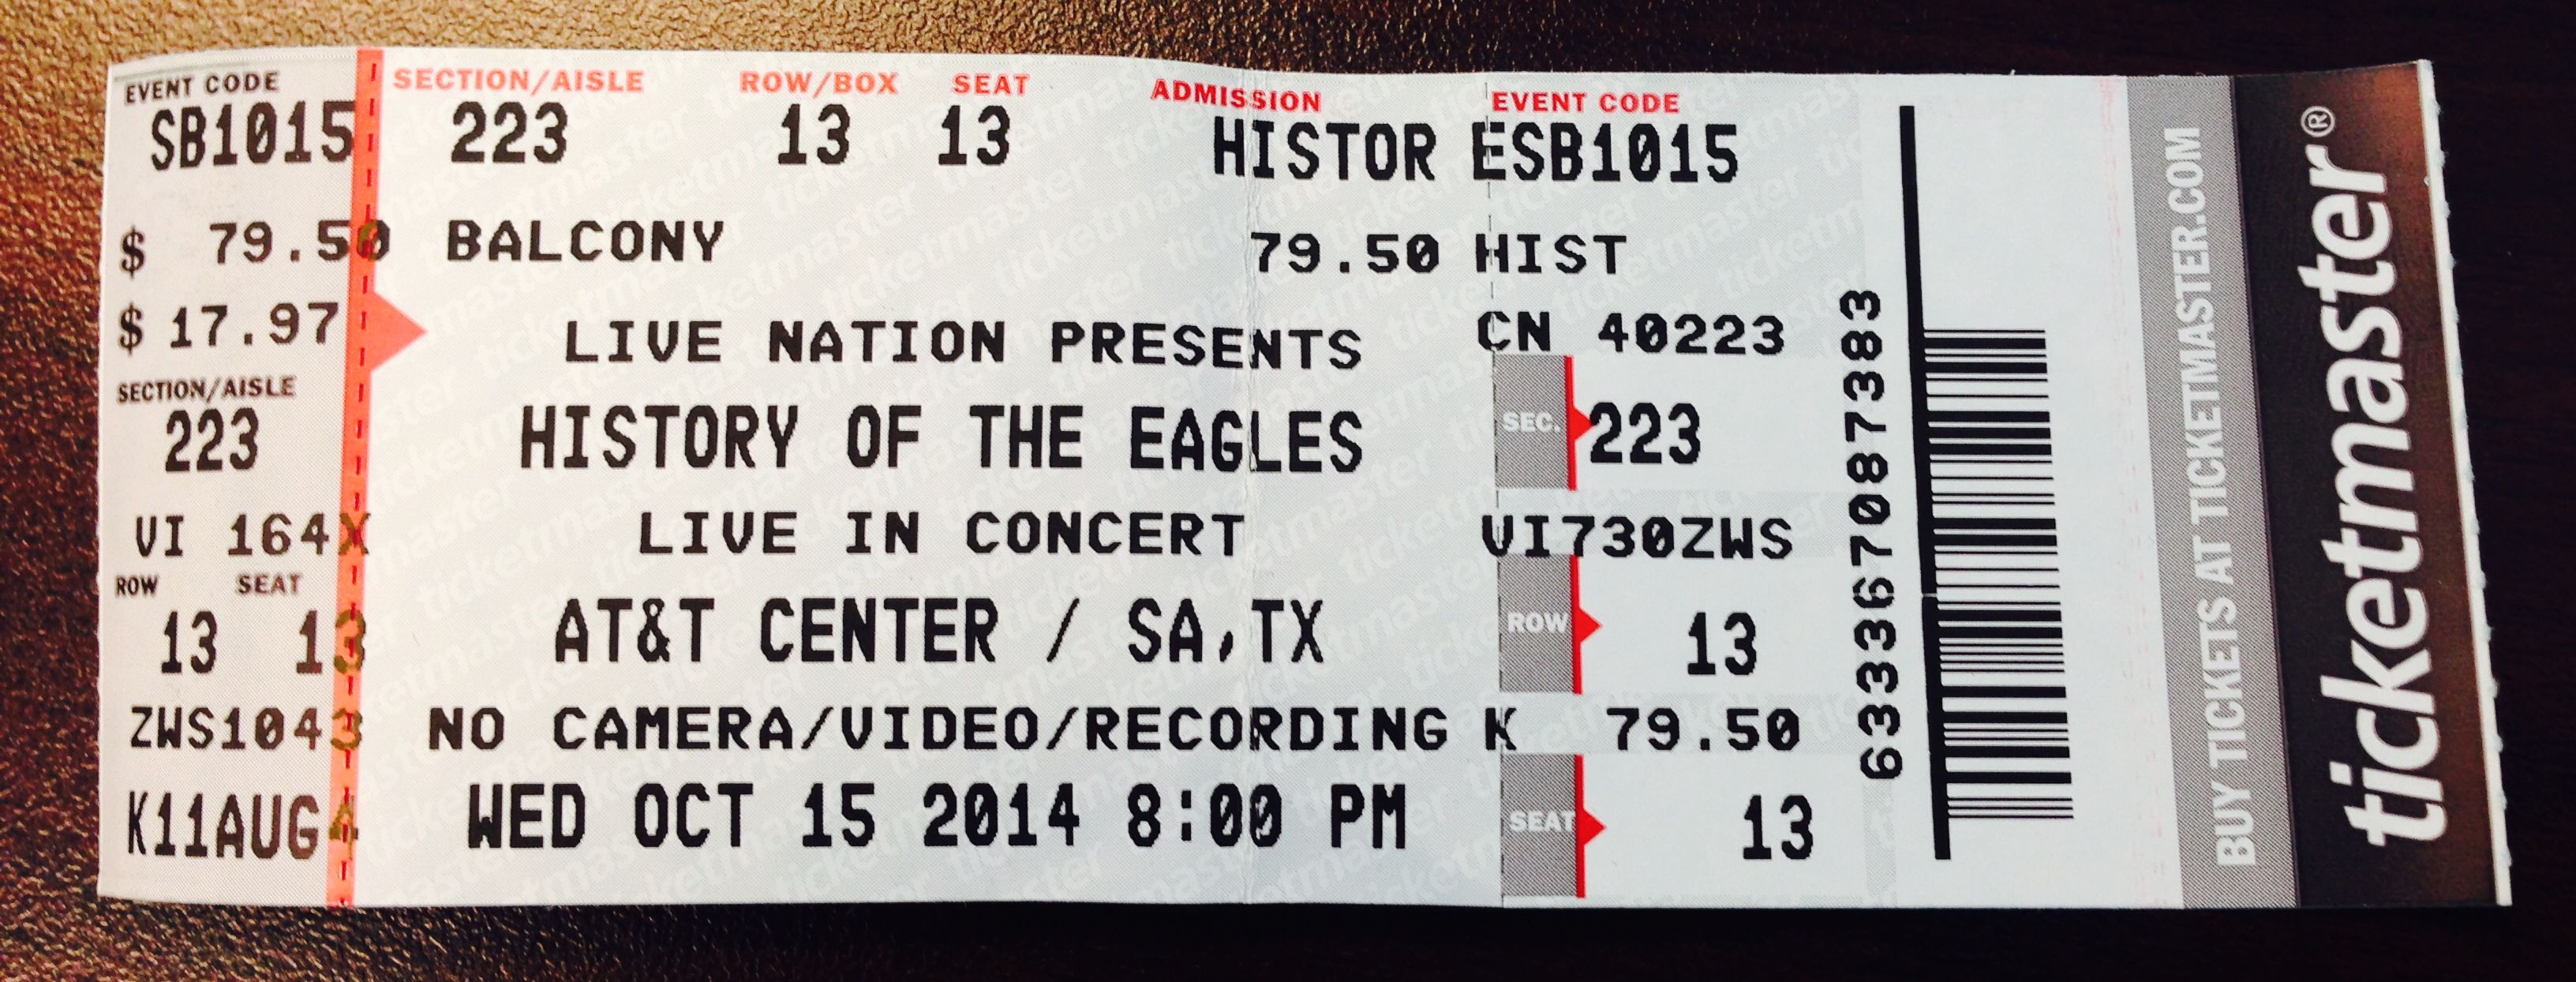 EVENT CODE
SB1015
$ 79.50
$ 17.97
SECTION/AISLE
223
VI 164X
ROW SEAT
13 13
ZWS1043
K11AUG4
SECTION/AISLE ROW/BOX SEAT ADMISSION
223 13 13 HISTOR
BALCONY 79.50
LIVE NATION PRESENTS
HISTORY OF THE EAGLES
LIVE IN CONCERT
AT&T CENTER / SA,TX
NO CAMERA/VIDEO/RECORDING
WED OCT 15 2014 8:00 PM
EVENT CODE
ESB1015
HIST
CN 40223
SEC. 223
VI730ZWS
ROW 13
K 79.50
SEAT 13
633367087383
BUY TICKETS AT TICKETMASTER.COM
ticketmaster®